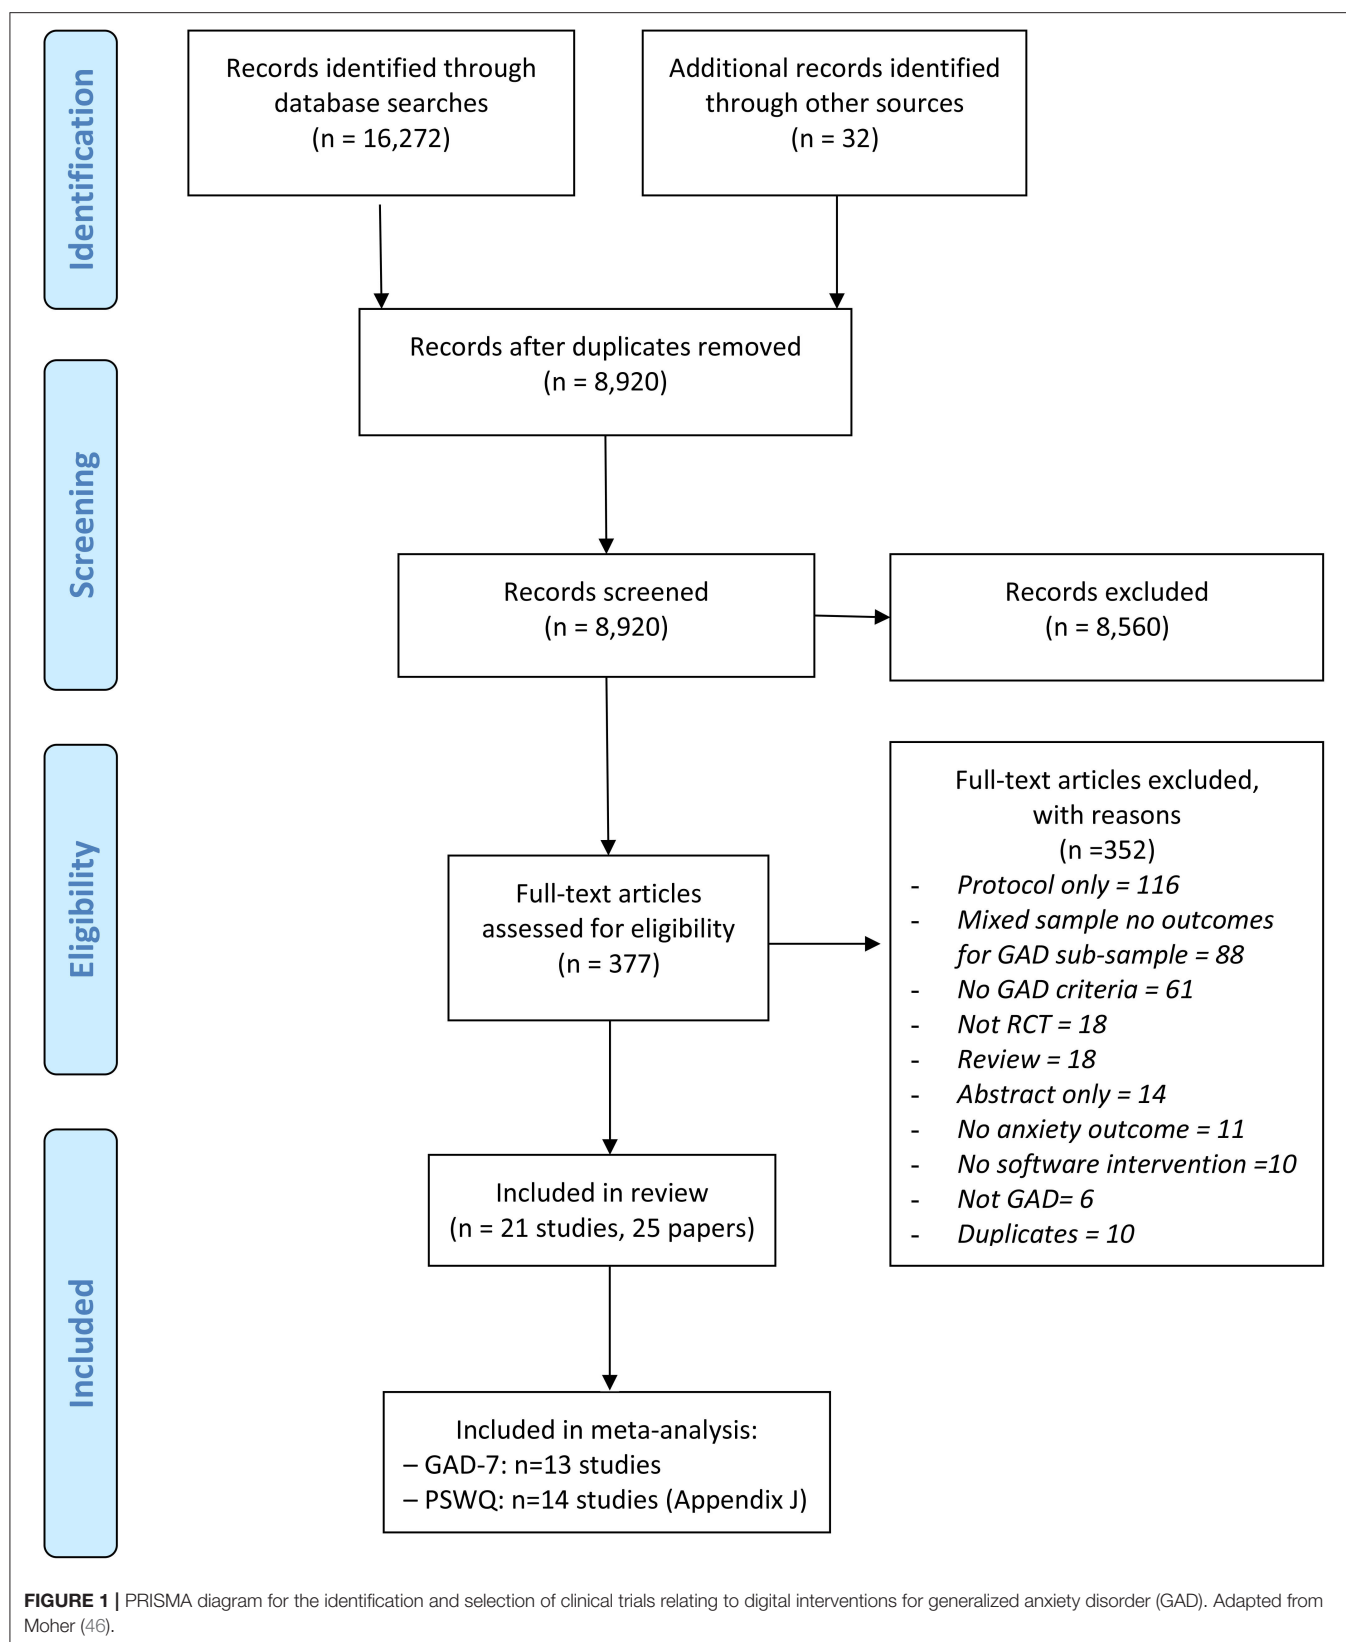 Identification
Records identified through
database searches
(n = 16,272)
Additional records identified
through other sources
(n = 32)
Records after duplicates removed
(n = 8,920)
Screening
Records screened
(n = 8,920)
Records excluded
(n = 8,560)
Eligibility
Full-text articles
assessed for eligibility
(n = 377)
Full-text articles excluded,
with reasons
(n =352)
- Protocol only = 116
- Mixed sample no outcomes
for GAD sub-sample = 88
- No GAD criteria = 61
- Not RCT = 18
- Review = 18
- Abstract only = 14
- No anxiety outcome = 11
- No software intervention =10
- Not GAD= 6
- Duplicates = 10
Included
Included in review
(n = 21 studies, 25 papers)
Included in meta-analysis:
– GAD-7: n=13 studies
– PSWQ: n=14 studies (Appendix J)
FIGURE 1 | PRISMA diagram for the identification and selection of clinical trials relating to digital interventions for generalized anxiety disorder (GAD). Adapted from
Moher (46).